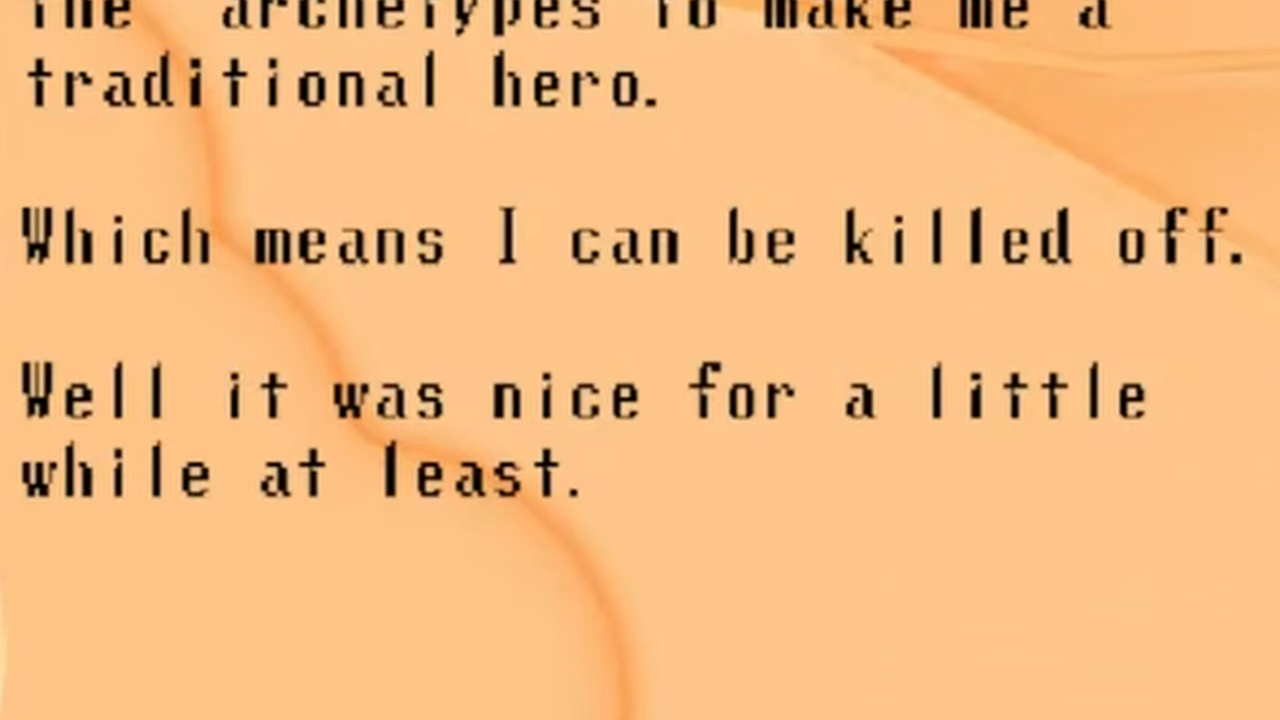 the archetypes to make me a
traditional hero.
Which means I can be killed off.
Well it was nice for a little
while at least.